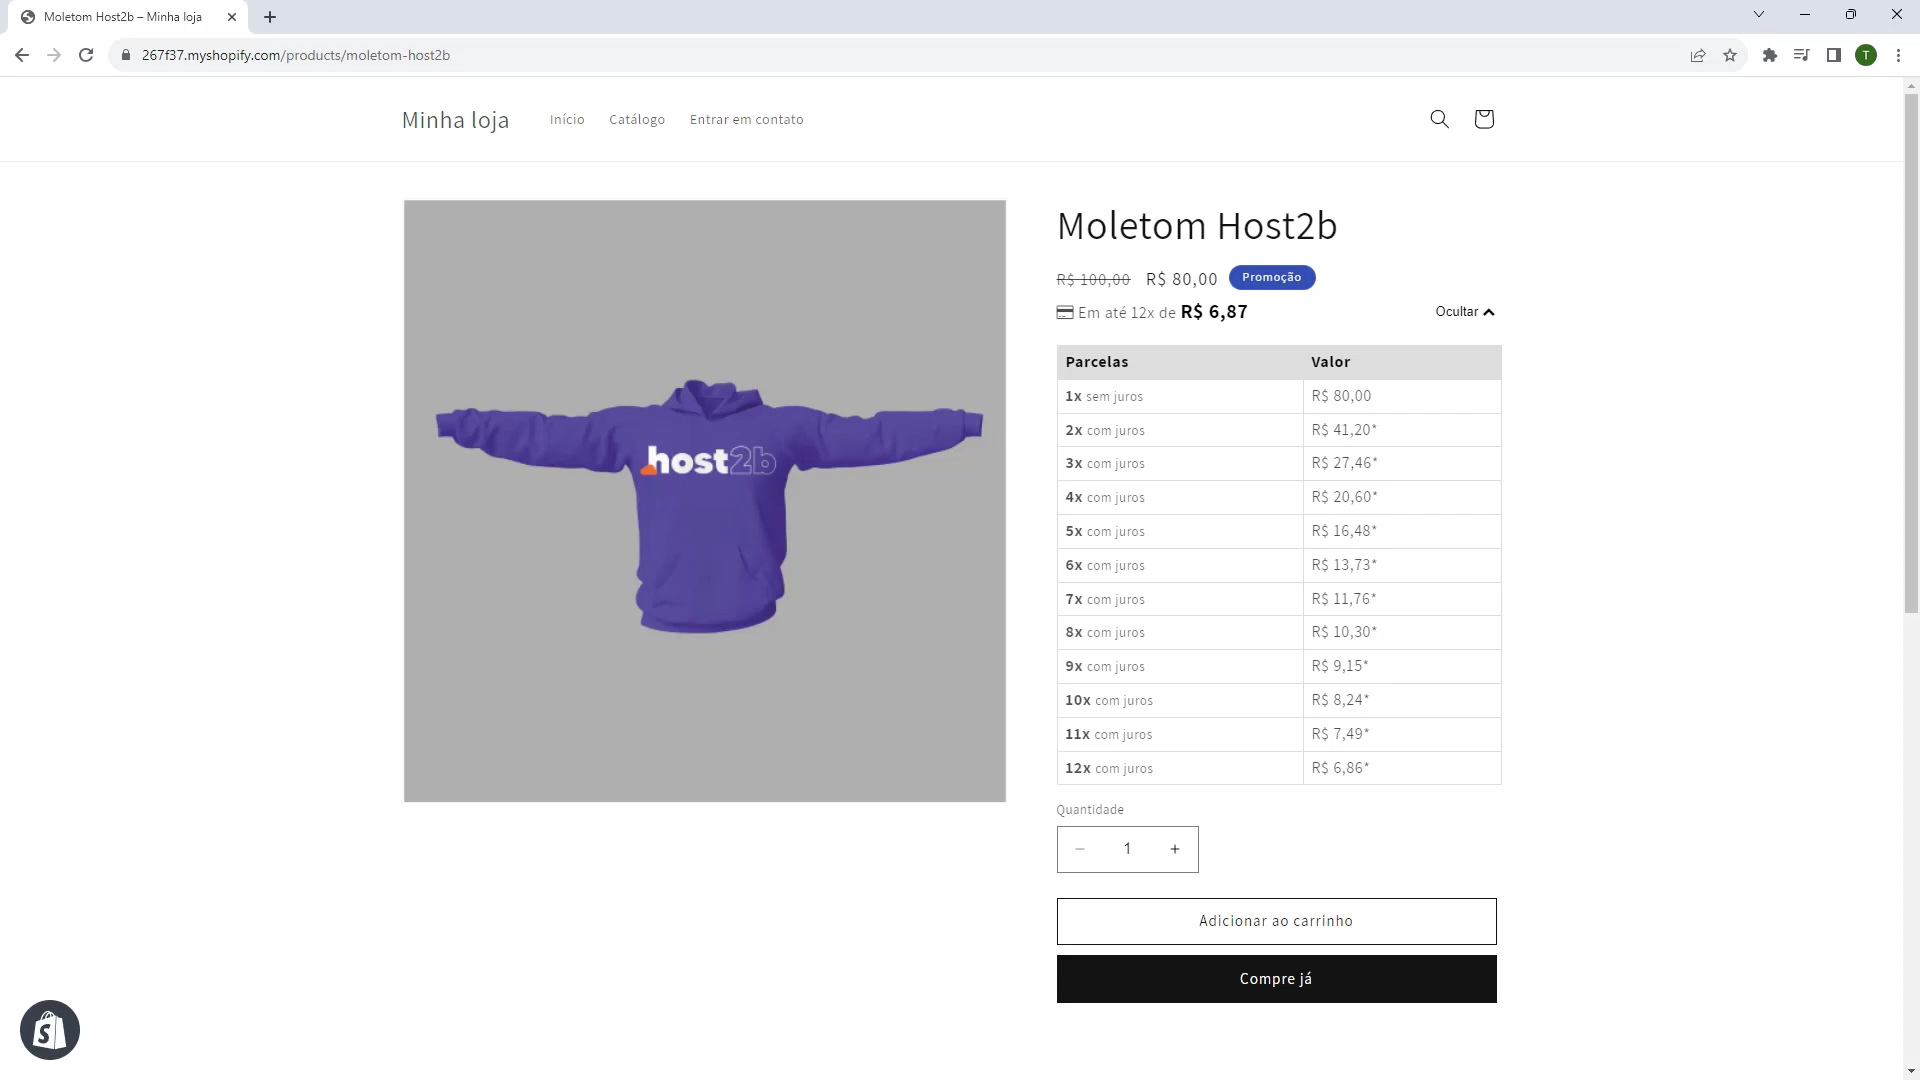 Moletom Host2b – Minha loja
267f37.myshopify.com/products/moletom-host2b
T
Minha loja
Início
Catálogo
Entrar em contato
host2b
Moletom Host2b
R$ 100,00 R$ 80,00 Promoção
Em até 12x de R$ 6,87
Ocultar
Parcelas Valor
1x sem juros R$ 80,00
2x com juros R$ 41,20*
3x com juros R$ 27,46*
4x com juros R$ 20,60*
5x com juros R$ 16,48*
6x com juros R$ 13,73*
7x com juros R$ 11,76*
8x com juros R$ 10,30*
9x com juros R$ 9,15*
10x com juros R$ 8,24*
11x com juros R$ 7,49*
12x com juros R$ 6,86*
Quantidade
− 1 +
Adicionar ao carrinho
Compre já